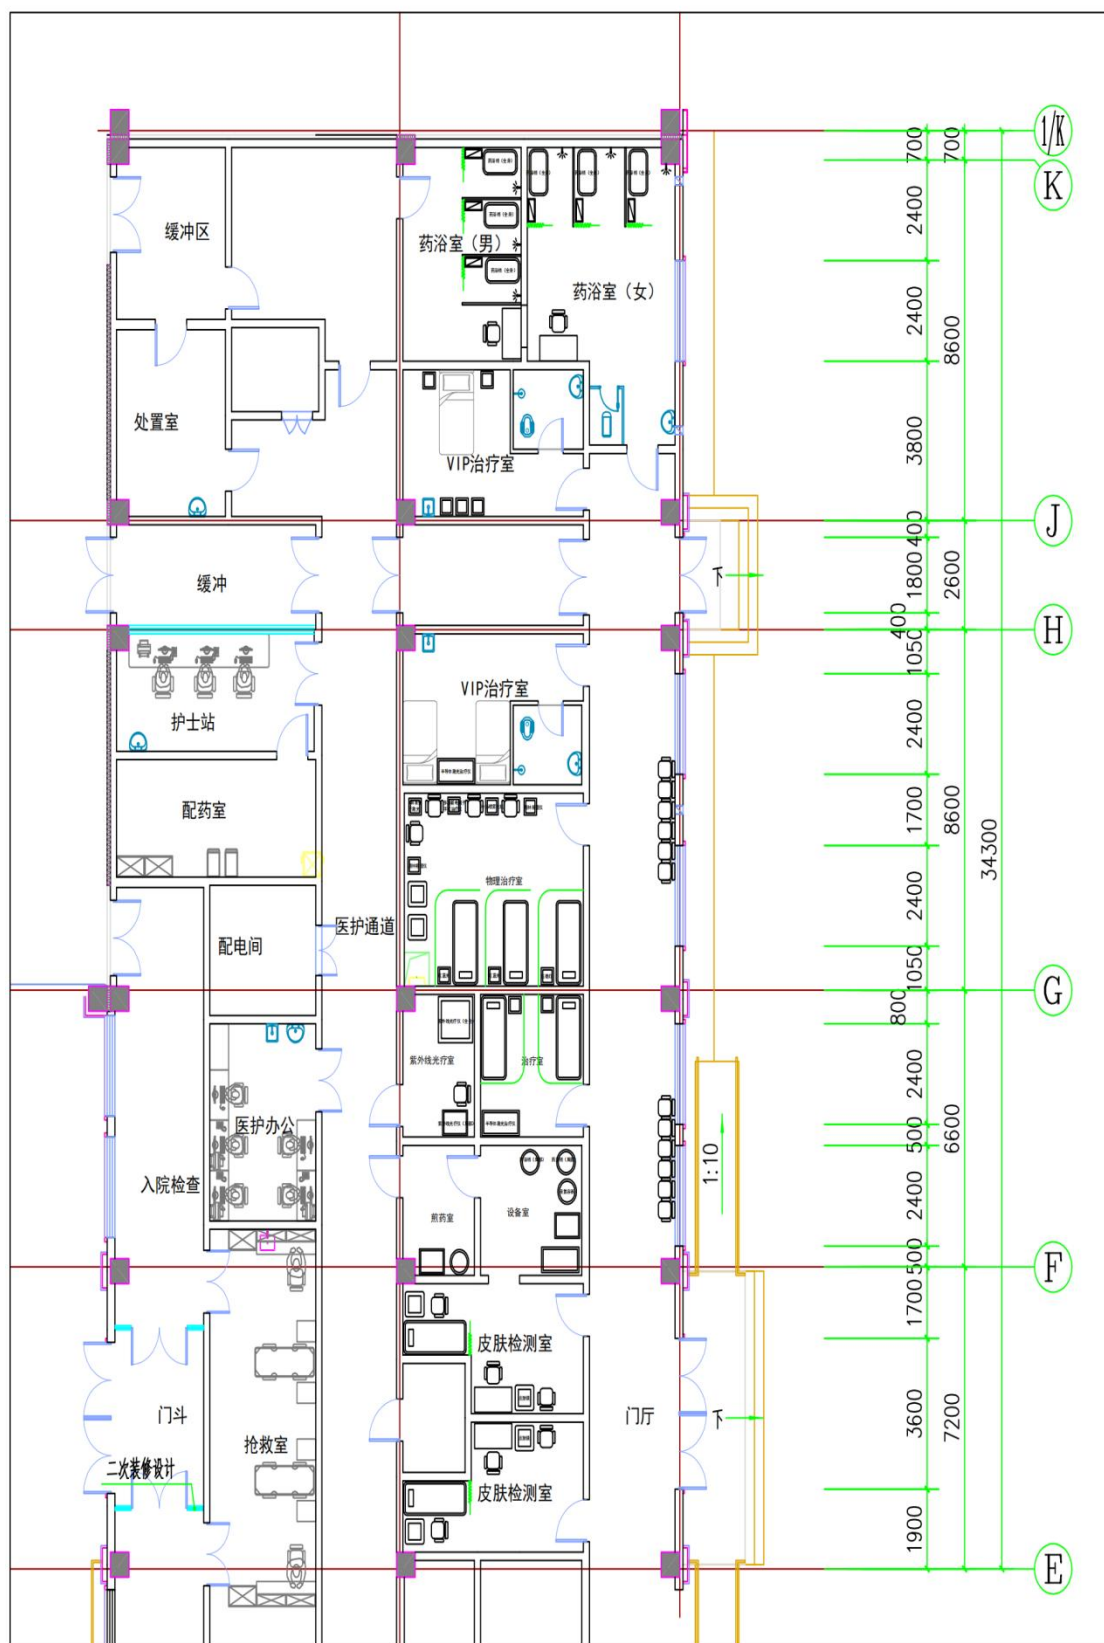 1/K
700
700
K
2400
缓冲区
药浴室（男）
药浴室（女）
2400
8600
处置室
3800
VIP治疗室
J
400
缓冲
1800
2600
下
400
H
1050
护士站
VIP治疗室
2400
配药室
1700
8600
34300
物理治疗室
2400
医护通道
配电间
1050
G
800
紫外线光疗室
治疗室
2400
医护办公
500
6600
1:10
入院检查
2400
煎药室
设备室
500
F
1700
皮肤检测室
门斗
门厅
下
3600
7200
抢救室
二次装修设计
皮肤检测室
1900
E